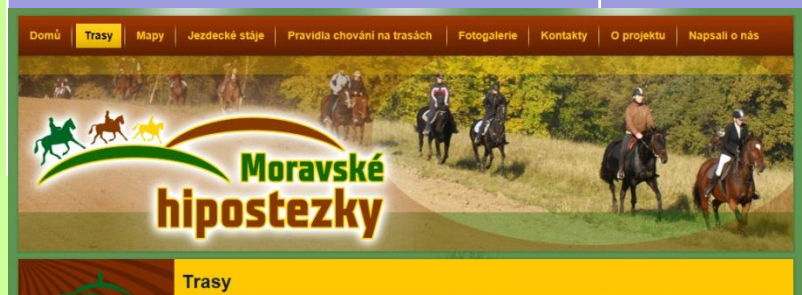 Domů Trasy Mapy Jezdecké stáje Pravidla chování na trasách Fotogalerie Kontakty O projektu Napsali o nás
Moravské
hipostezky
Trasy